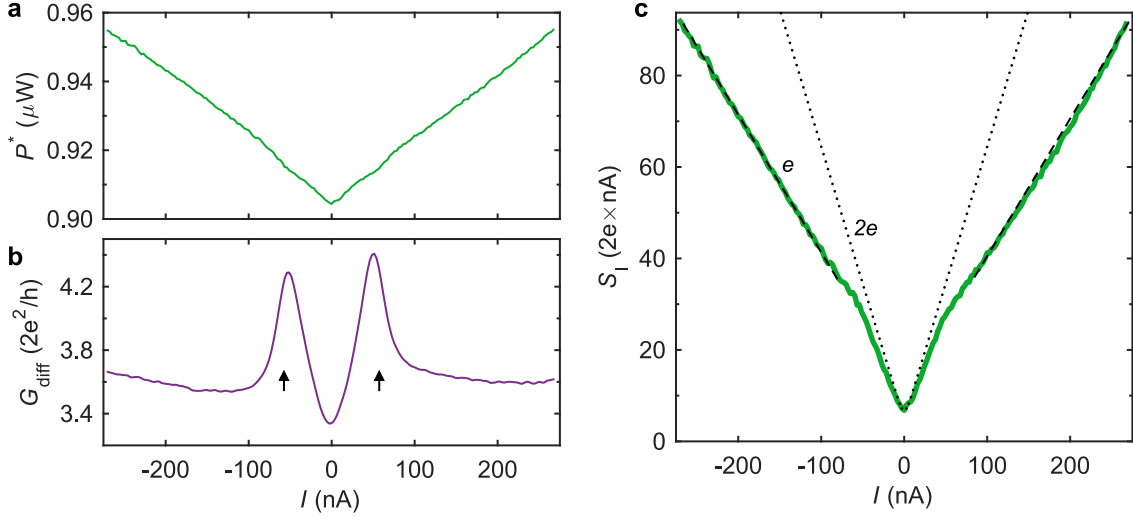 a
0.96
0.94
0.92
0.90
P* (μW)
b
4.2
3.8
3.4
G_diff (2e²/h)
-200 -100 0 100 200
I (nA)
c
80
60
40
20
0
S_I (2e×nA)
e
2e
-200 -100 0 100 200
I (nA)